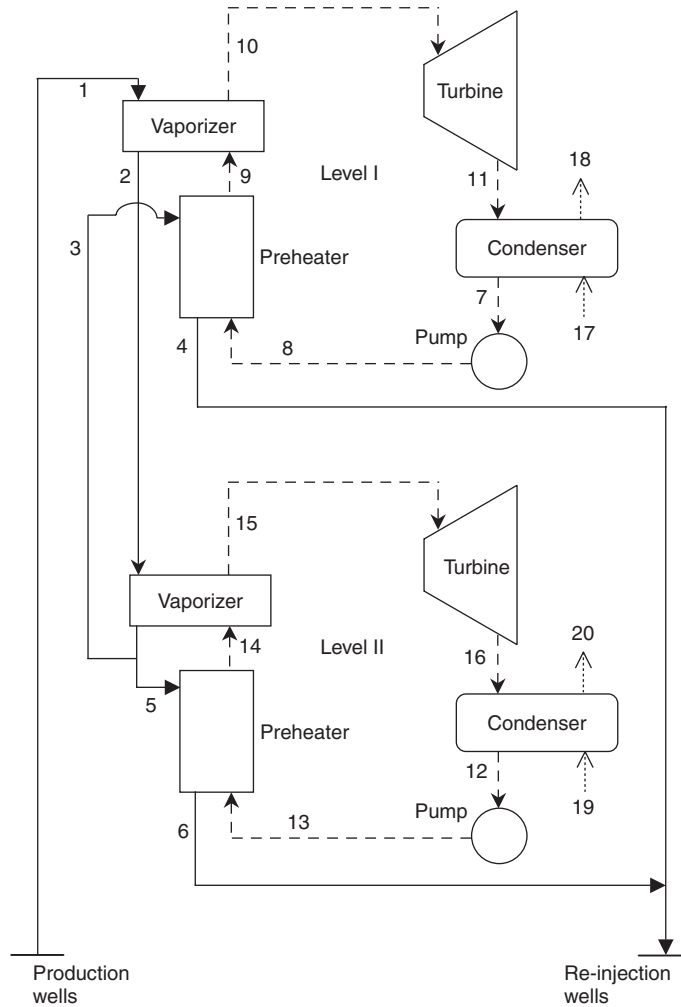 10
1
Turbine
Vaporizer
2
9
Level I
11
18
3
Preheater
Condenser
7
17
4
8
Pump
15
Turbine
Vaporizer
14
Level II
16
20
5
Preheater
Condenser
12
19
6
13
Pump
Production
wells
Re-injection
wells